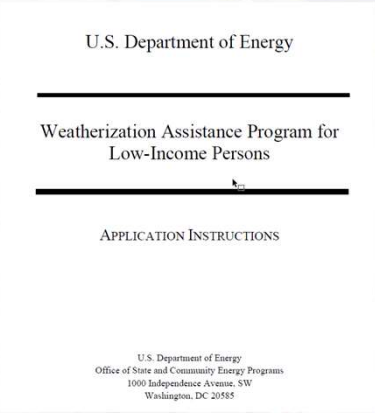 U.S. Department of Energy
Weatherization Assistance Program for
Low-Income Persons
APPLICATION INSTRUCTIONS
U.S. Department of Energy
Office of State and Community Energy Programs
1000 Independence Avenue, SW
Washington, DC 20585